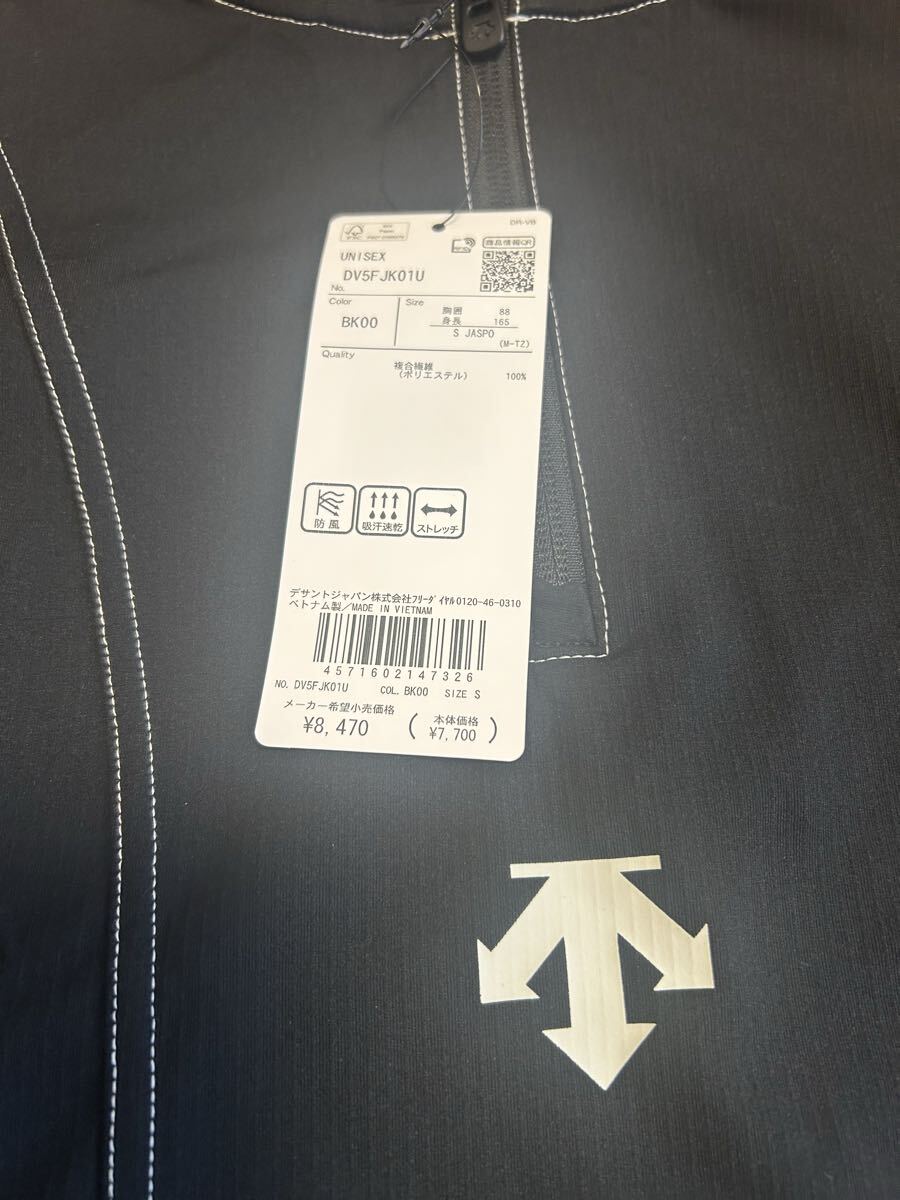 DR-VB
FSC
商品情報QR
UNISEX
DV5FJK01U
No.
Color
Size
BK00
胸囲 88
身長 165
S JASPO
(M-TZ)
Quality
複合繊維
(ポリエステル) 100%
防風
吸汗速乾
ストレッチ
デサントジャパン株式会社ﾌﾘｰﾀﾞｲﾔﾙ0120-46-0310
ベトナム製/MADE IN VIETNAM
4571602147326
NO. DV5FJK01U COL. BK00 SIZE S
メーカー希望小売価格
¥8,470
(本体価格
¥7,700)